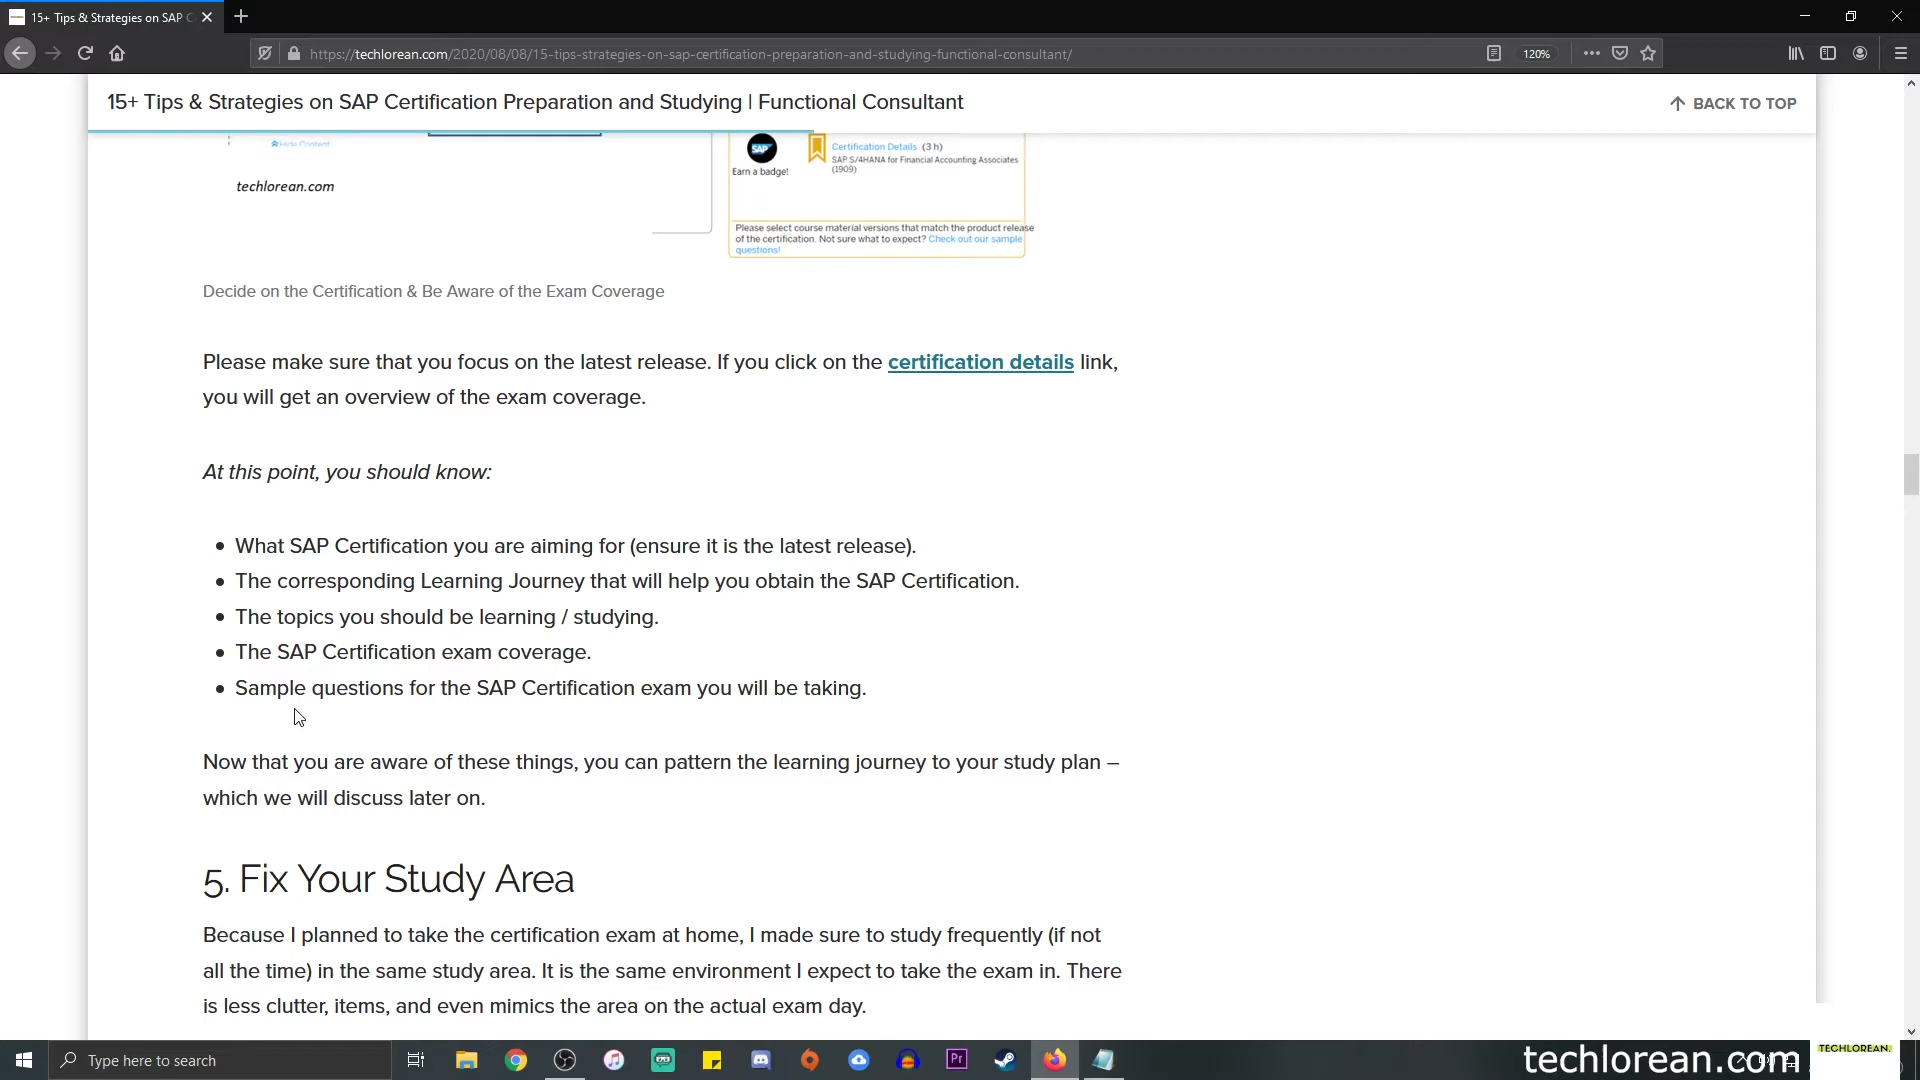 15+ Tips & Strategies on SAP C
https://techlorean.com/2020/08/08/15-tips-strategies-on-sap-certification-preparation-and-studying-functional-consultant/
120%
15+ Tips & Strategies on SAP Certification Preparation and Studying | Functional Consultant
BACK TO TOP
Hide Content
techlorean.com
SAP
Earn a badge!
Certification Details (3 h)
SAP S/4HANA for Financial Accounting Associates
(1909)
Please select course material versions that match the product release
of the certification. Not sure what to expect? Check out our sample
questions!
Decide on the Certification & Be Aware of the Exam Coverage
Please make sure that you focus on the latest release. If you click on the certification details link,
you will get an overview of the exam coverage.
At this point, you should know:
• What SAP Certification you are aiming for (ensure it is the latest release).
• The corresponding Learning Journey that will help you obtain the SAP Certification.
• The topics you should be learning / studying.
• The SAP Certification exam coverage.
• Sample questions for the SAP Certification exam you will be taking.
Now that you are aware of these things, you can pattern the learning journey to your study plan –
which we will discuss later on.
5. Fix Your Study Area
Because I planned to take the certification exam at home, I made sure to study frequently (if not
all the time) in the same study area. It is the same environment I expect to take the exam in. There
is less clutter, items, and even mimics the area on the actual exam day.
Type here to search
Pr
techlorean.com
TECHLOREAN.